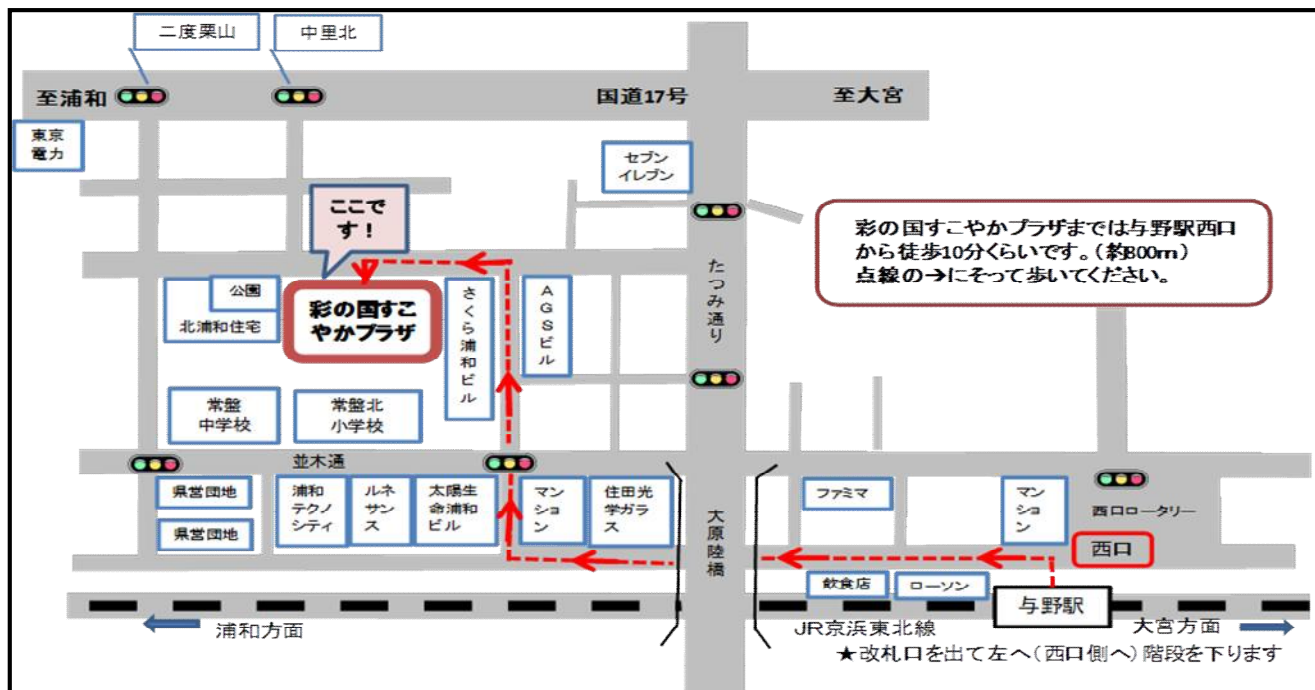 二度栗山
中里北
至浦和
国道17号
至大宮
東京
電力
セブン
イレブン
ここで
す！
彩の国すこやかプラザまでは与野駅西口
から徒歩10分くらいです。（約800m）
点線の→にそって歩いてください。
たつみ通り
公園
北浦和住宅
彩の国すこ
やかプラザ
さくら浦和ビル
AGSビル
常盤
中学校
常盤北
小学校
並木通
県営団地
県営団地
浦和
テクノ
シティ
ルネ
サン
ス
太陽生
命浦和
ビル
マン
ショ
ン
住田光
学ガラ
ス
大原陸橋
ファミマ
マン
ショ
ン
西口ロータリー
西口
飲食店
ローソン
与野駅
浦和方面
JR京浜東北線
大宮方面
★改札口を出て左へ（西口側へ）階段を下ります